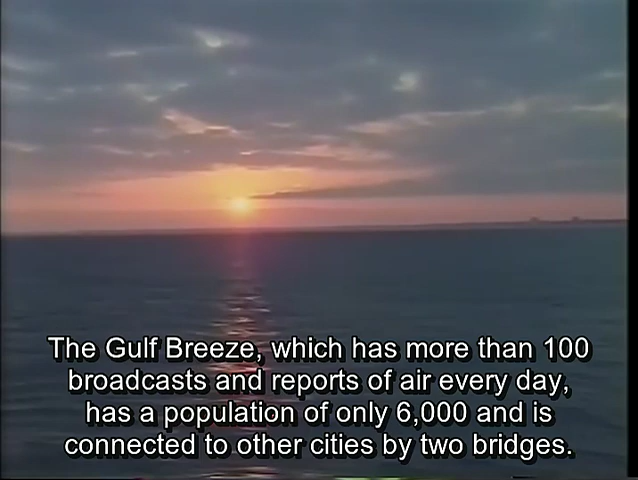 The Gulf Breeze, which has more than 100
broadcasts and reports of air every day,
has a population of only 6,000 and is
connected to other cities by two bridges.